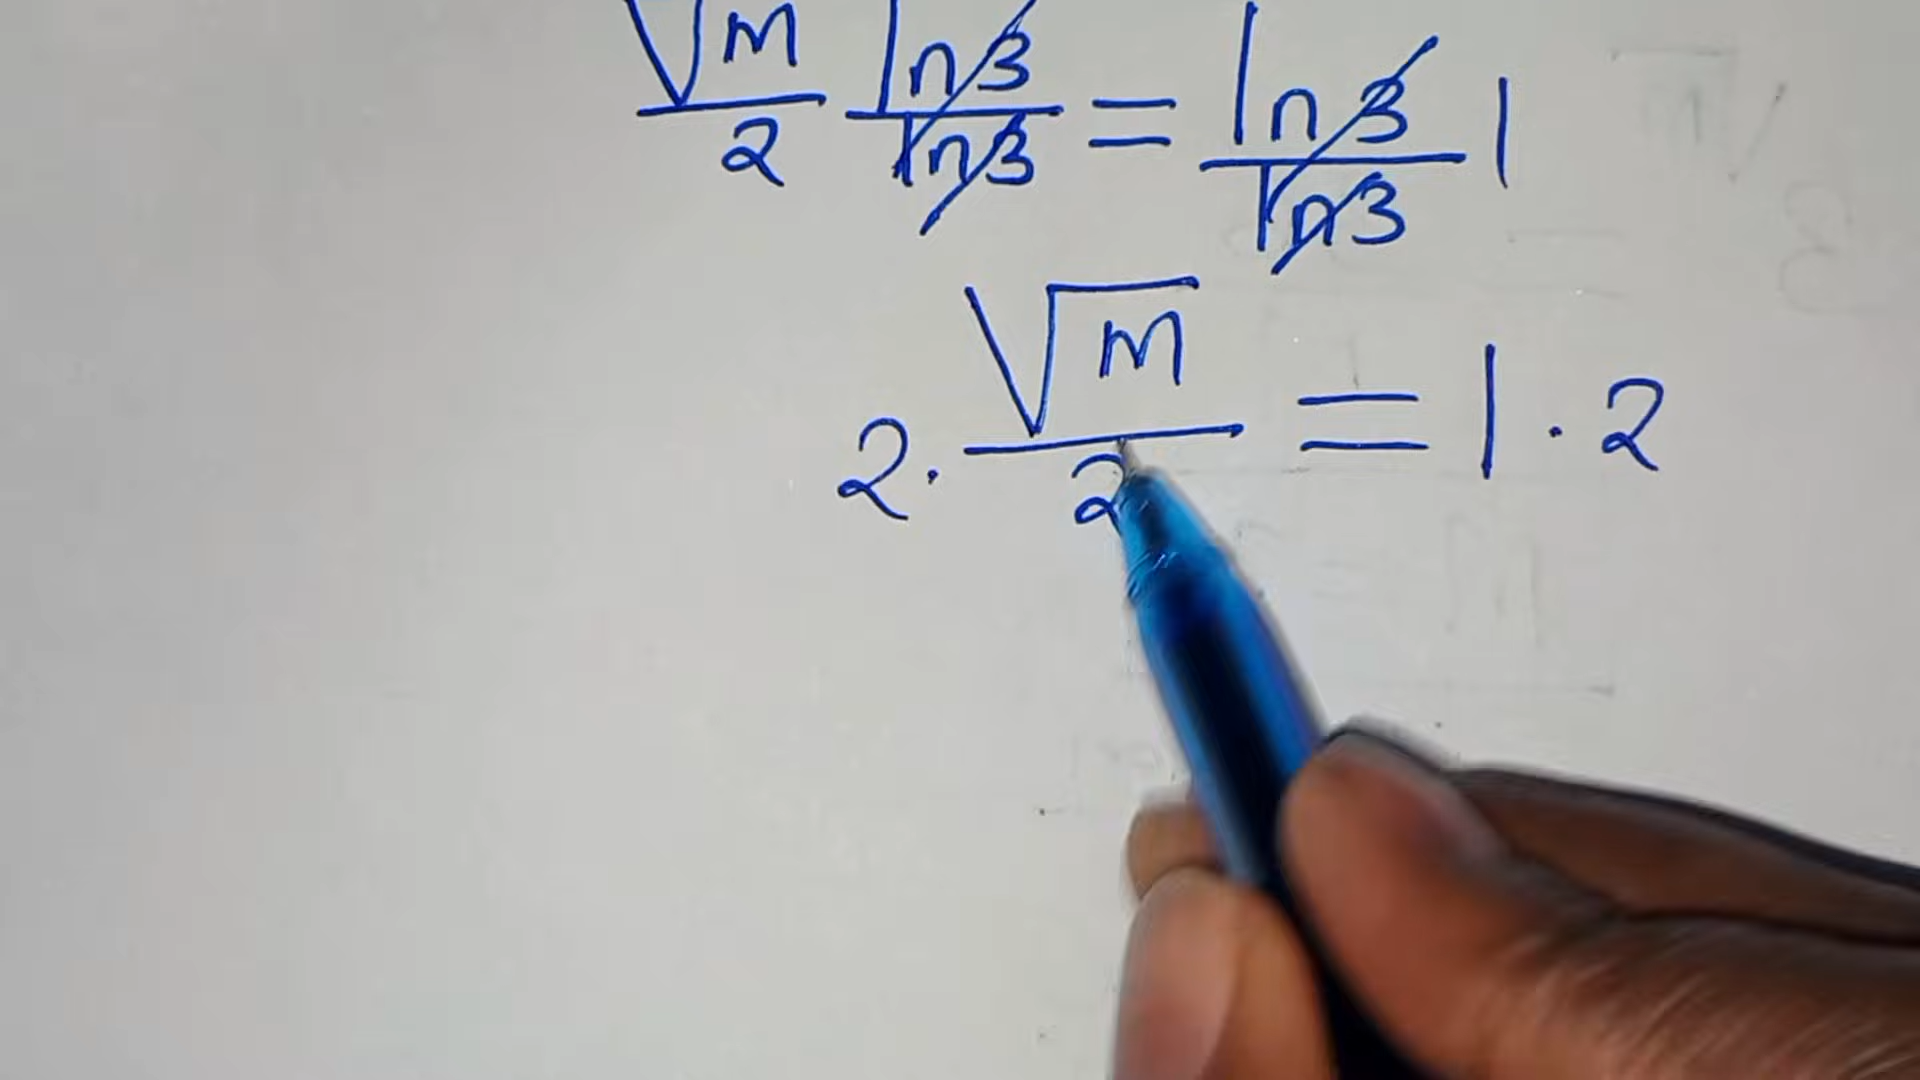 √m/2 ln3/ln3 = ln3/ln3 1
2 · √m/2 = 1 · 2